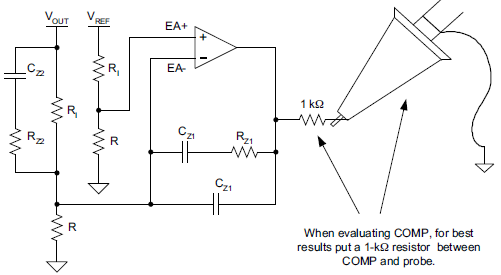 VOUT
VREF
EA+
+
CZ2
RI
RI
EA-
−
1 kΩ
RZ2
R
CZ1
RZ1
CZ1
R
When evaluating COMP, for best
results put a 1-kΩ resistor between
COMP and probe.